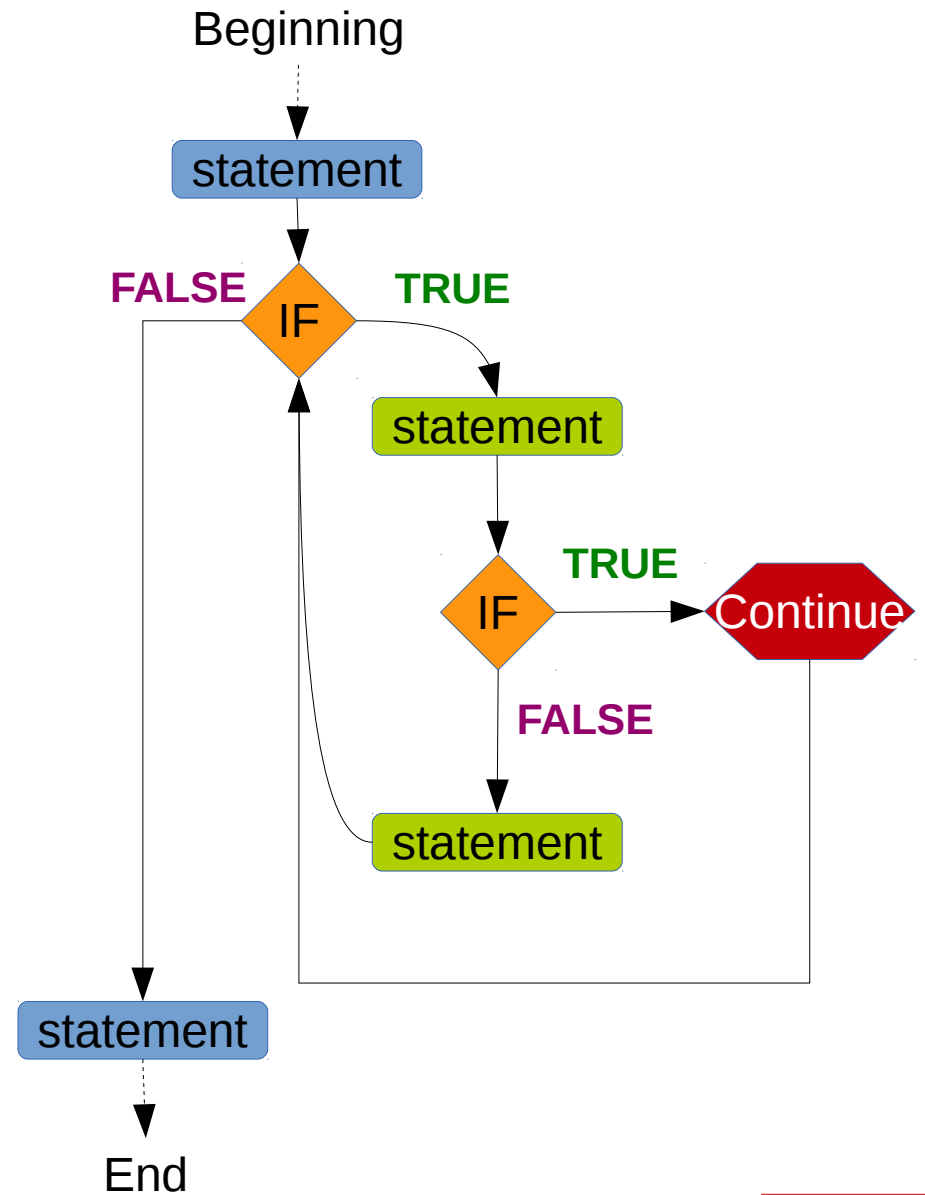 Beginning
statement
FALSE
IF
TRUE
statement
IF
TRUE
Continue
FALSE
statement
statement
End